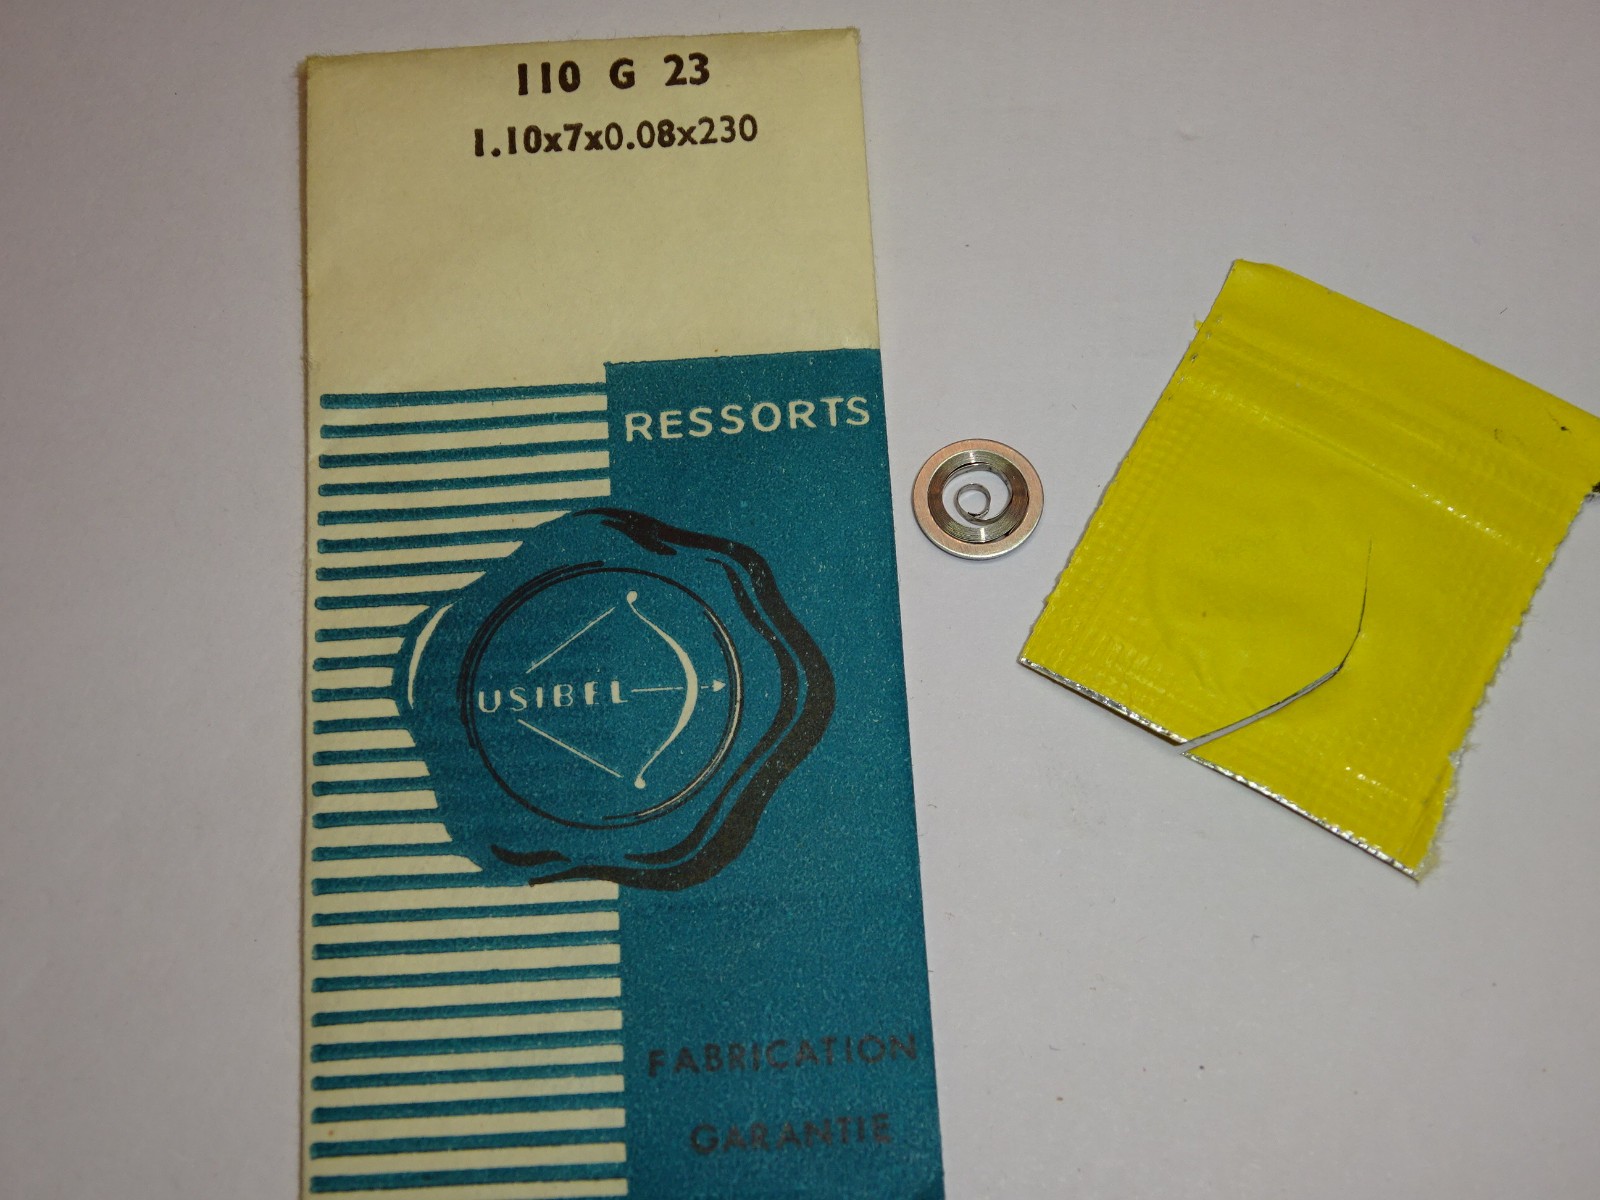 110 G 23
1.10x7x0.08x230
RESSORTS
USIBEL
FABRICATION
GARANTIE